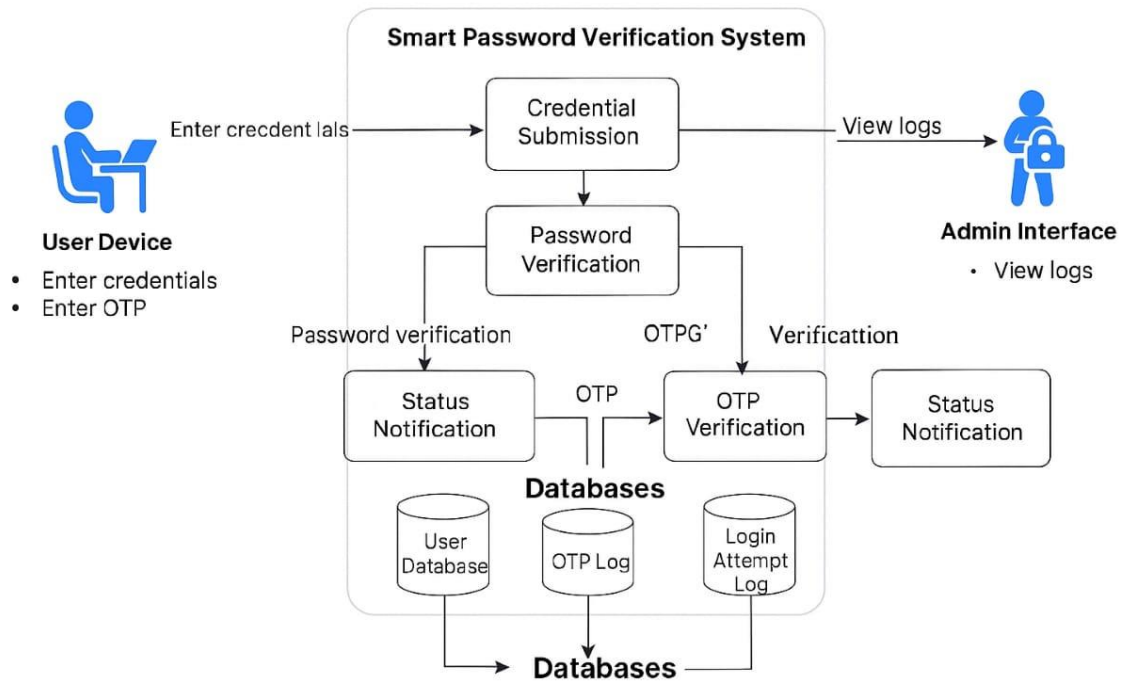 Smart Password Verification System
Enter crecdent lals
Credential
Submission
View logs
User Device
• Enter credentials
• Enter OTP
Password
Verification
Admin Interface
• View logs
Password verification
OTPG’
Verificattion
Status
Notification
OTP
OTP
Verification
Status
Notification
Databases
User
Database
OTP Log
Login
Attempt
Log
Databases